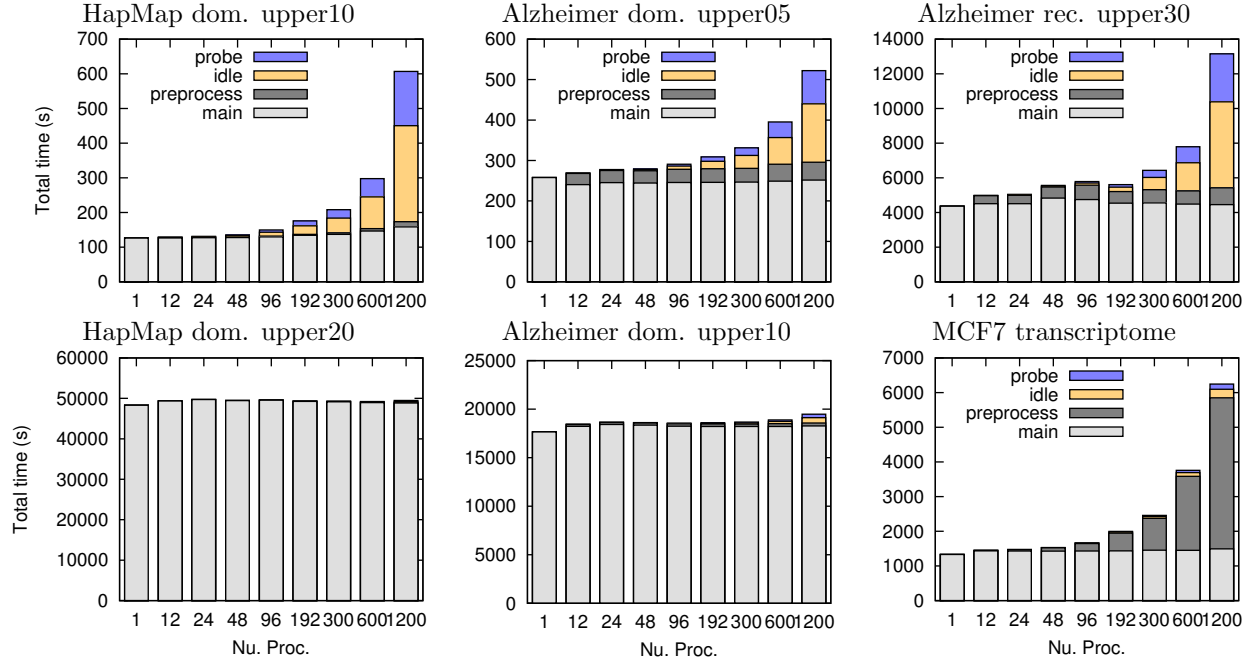 HapMap dom. upper10
Alzheimer dom. upper05
Alzheimer rec. upper30
Total time (s)
700
600
500
400
300
200
100
0
probe
idle
preprocess
main
1 12 24 48 96 192 300 600 1200
600
500
400
300
200
100
0
probe
idle
preprocess
main
1 12 24 48 96 192 300 600 1200
14000
12000
10000
8000
6000
4000
2000
0
probe
idle
preprocess
main
1 12 24 48 96 192 300 600 1200
HapMap dom. upper20
Alzheimer dom. upper10
MCF7 transcriptome
Total time (s)
60000
50000
40000
30000
20000
10000
0
1 12 24 48 96 192 300 600 1200
Nu. Proc.
25000
20000
15000
10000
5000
0
1 12 24 48 96 192 300 600 1200
Nu. Proc.
7000
6000
5000
4000
3000
2000
1000
0
probe
idle
preprocess
main
1 12 24 48 96 192 300 600 1200
Nu. Proc.